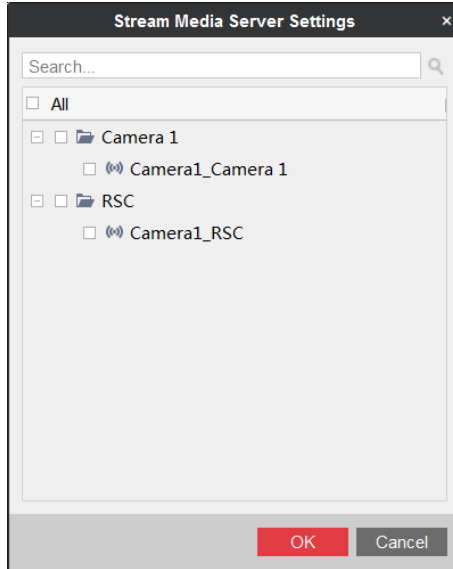 Stream Media Server Settings ×
Search...
All
Camera 1
Camera1_Camera 1
RSC
Camera1_RSC
OK Cancel